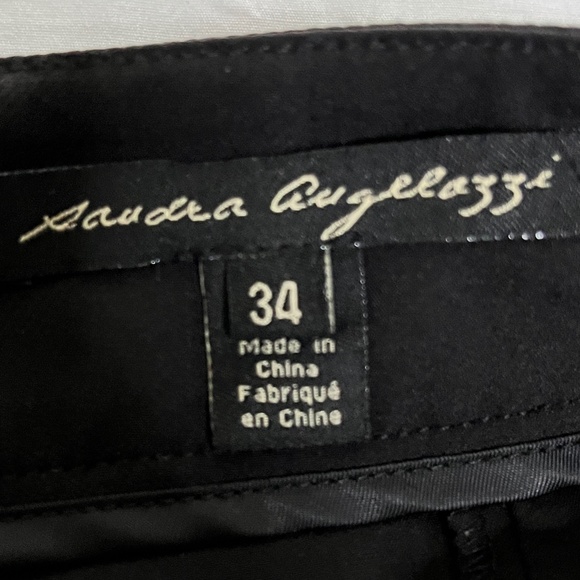 Sandra Angelozzi
34
Made in
China
Fabriqué
en Chine